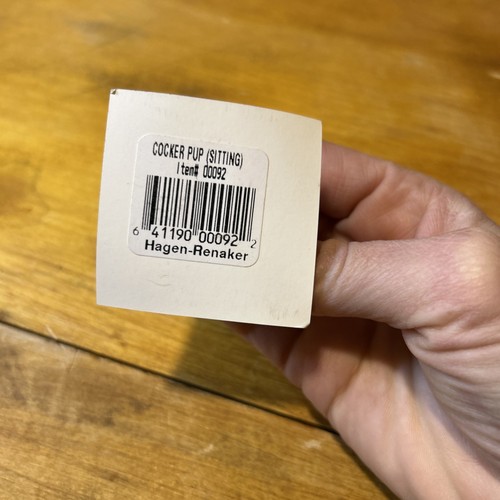 COCKER PUP (SITTING)
Item# 00092
6 41190 00092 2
Hagen-Renaker